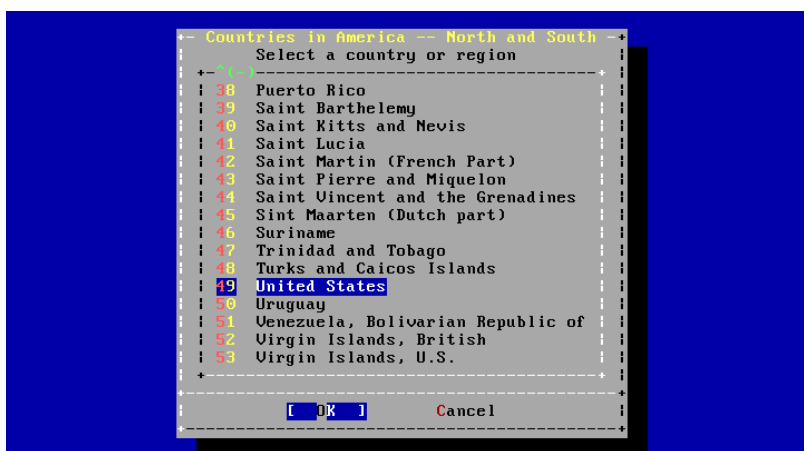 Countries in America -- North and South
Select a country or region
^(-)
38 Puerto Rico
39 Saint Barthelemy
40 Saint Kitts and Nevis
41 Saint Lucia
42 Saint Martin (French Part)
43 Saint Pierre and Miquelon
44 Saint Vincent and the Grenadines
45 Sint Maarten (Dutch part)
46 Suriname
47 Trinidad and Tobago
48 Turks and Caicos Islands
49 United States
50 Uruguay
51 Venezuela, Bolivarian Republic of
52 Virgin Islands, British
53 Virgin Islands, U.S.
[ OK ] Cancel